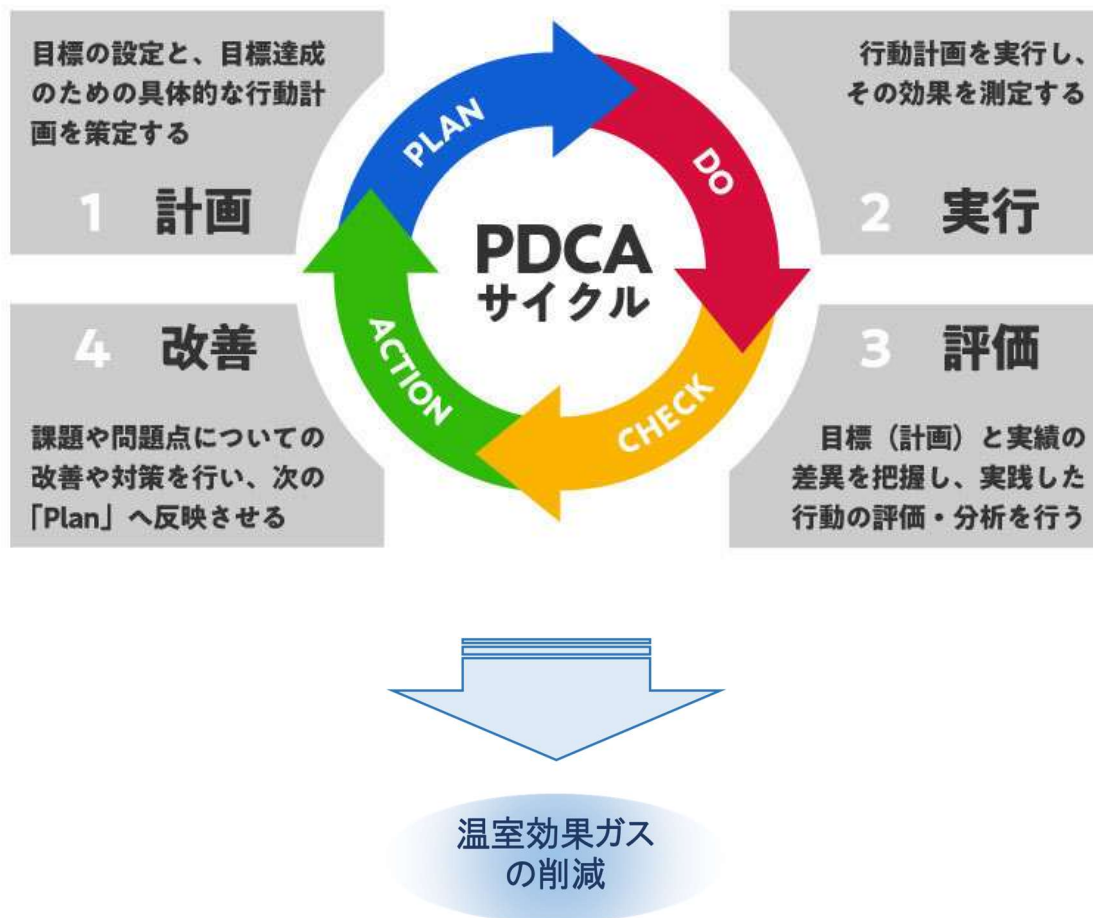 目標の設定と、目標達成
のための具体的な行動計
画を策定する
1 計画
行動計画を実行し、
その効果を測定する
2 実行
PLAN
DO
CHECK
ACTION
PDCA
サイクル
4 改善
課題や問題点についての
改善や対策を行い、次の
「Plan」へ反映させる
3 評価
目標（計画）と実績の
差異を把握し、実践した
行動の評価・分析を行う
温室効果ガス
の削減